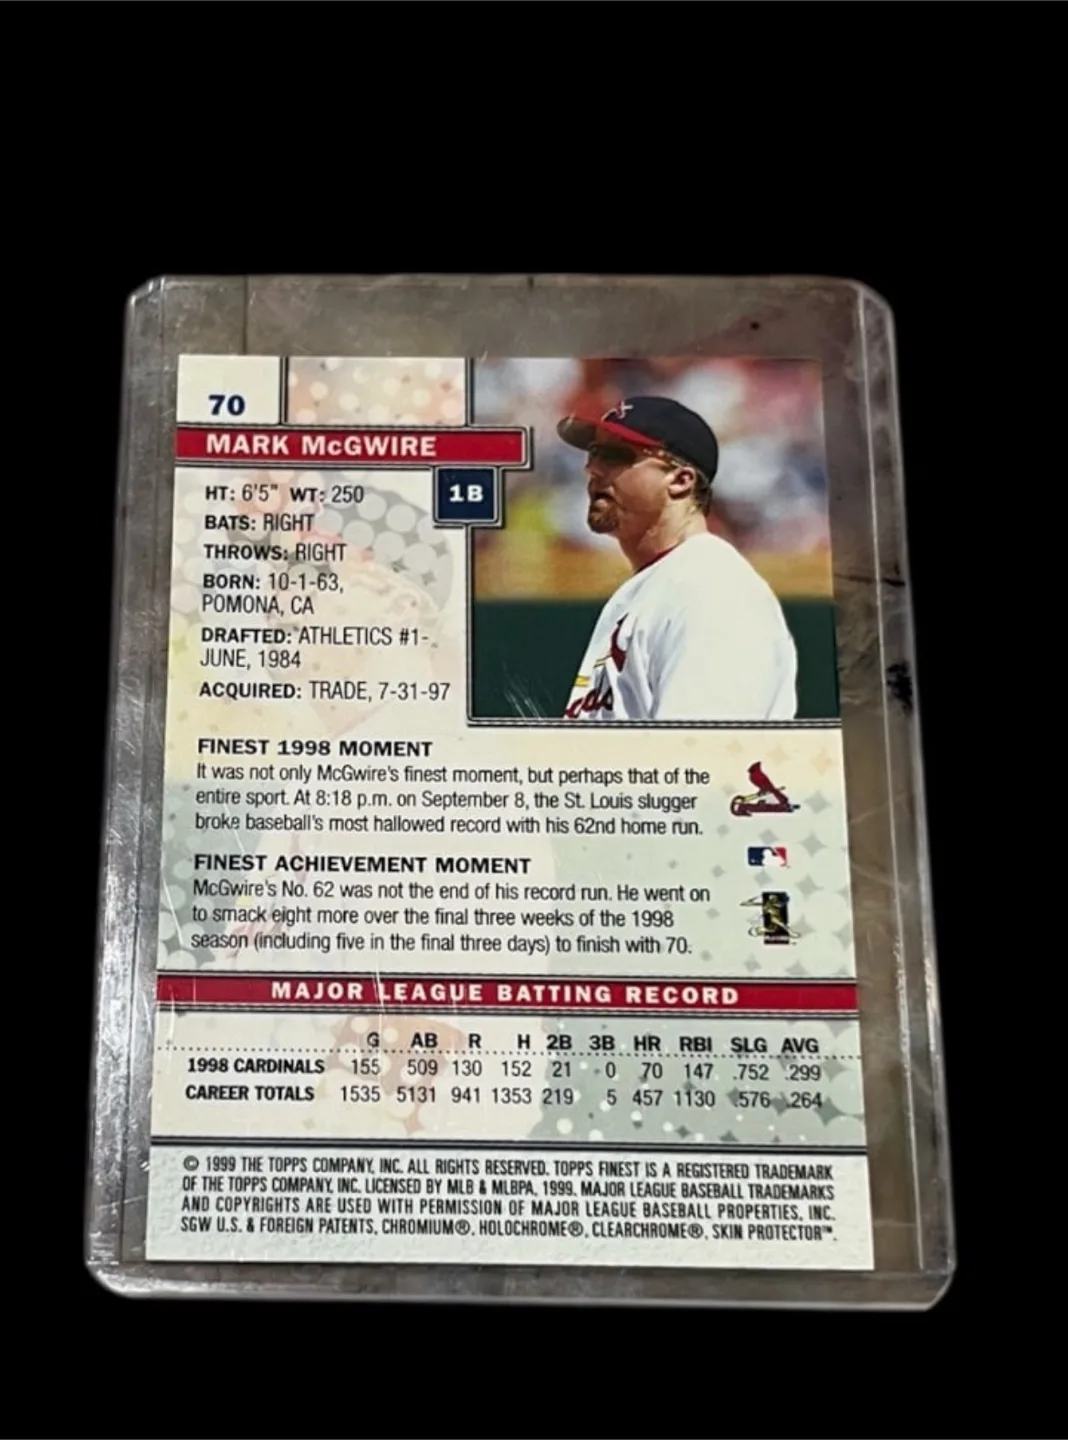 70
MARK McGWIRE
1B
HT: 6'5" WT: 250
BATS: RIGHT
THROWS: RIGHT
BORN: 10-1-63,
POMONA, CA
DRAFTED: ATHLETICS #1-
JUNE, 1984
ACQUIRED: TRADE, 7-31-97
FINEST 1998 MOMENT
It was not only McGwire's finest moment, but perhaps that of the
entire sport. At 8:18 p.m. on September 8, the St. Louis slugger
broke baseball's most hallowed record with his 62nd home run.
Cardinals
FINEST ACHIEVEMENT MOMENT
McGwire's No. 62 was not the end of his record run. He went on
to smack eight more over the final three weeks of the 1998
season (including five in the final three days) to finish with 70.
MAJOR LEAGUE BATTING RECORD
G AB R H 2B 3B HR RBI SLG AVG
1998 CARDINALS 155 509 130 152 21 0 70 147 .752 .299
CAREER TOTALS 1535 5131 941 1353 219 5 457 1130 .576 .264
© 1999 THE TOPPS COMPANY, INC. ALL RIGHTS RESERVED. TOPPS FINEST IS A REGISTERED TRADEMARK
OF THE TOPPS COMPANY, INC. LICENSED BY MLB & MLBPA, 1999. MAJOR LEAGUE BASEBALL TRADEMARKS
AND COPYRIGHTS ARE USED WITH PERMISSION OF MAJOR LEAGUE BASEBALL PROPERTIES, INC.
SGW U.S. & FOREIGN PATENTS, CHROMIUM®, HOLOCHROME®, CLEARCHROME®, SKIN PROTECTOR™.